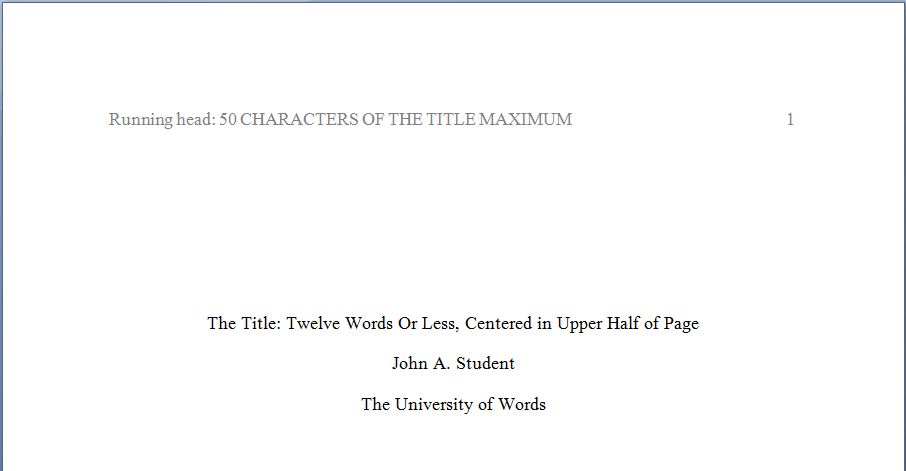 Running head: 50 CHARACTERS OF THE TITLE MAXIMUM 1
The Title: Twelve Words Or Less, Centered in Upper Half of Page
John A. Student
The University of Words